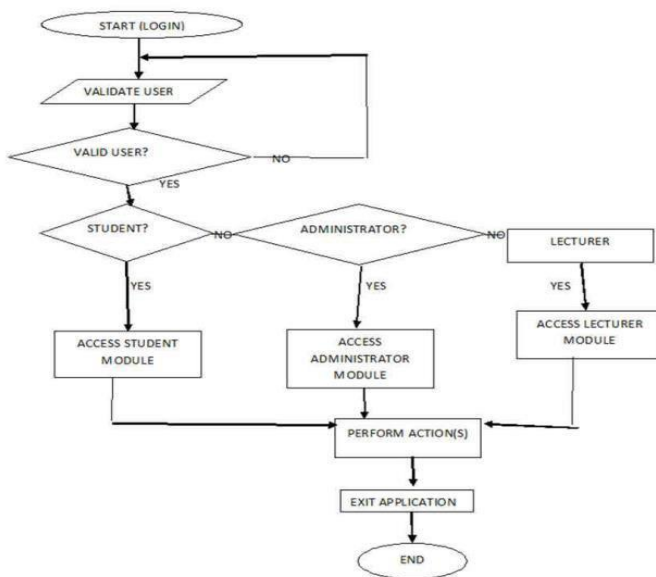 START (LOGIN)
VALIDATE USER
VALID USER?
NO
YES
STUDENT?
NO
ADMINISTRATOR?
NO
LECTURER
YES
YES
YES
ACCESS STUDENT
MODULE
ACCESS
ADMINISTRATOR
MODULE
ACCESS LECTURER
MODULE
PERFORM ACTION(S)
EXIT APPLICATION
END